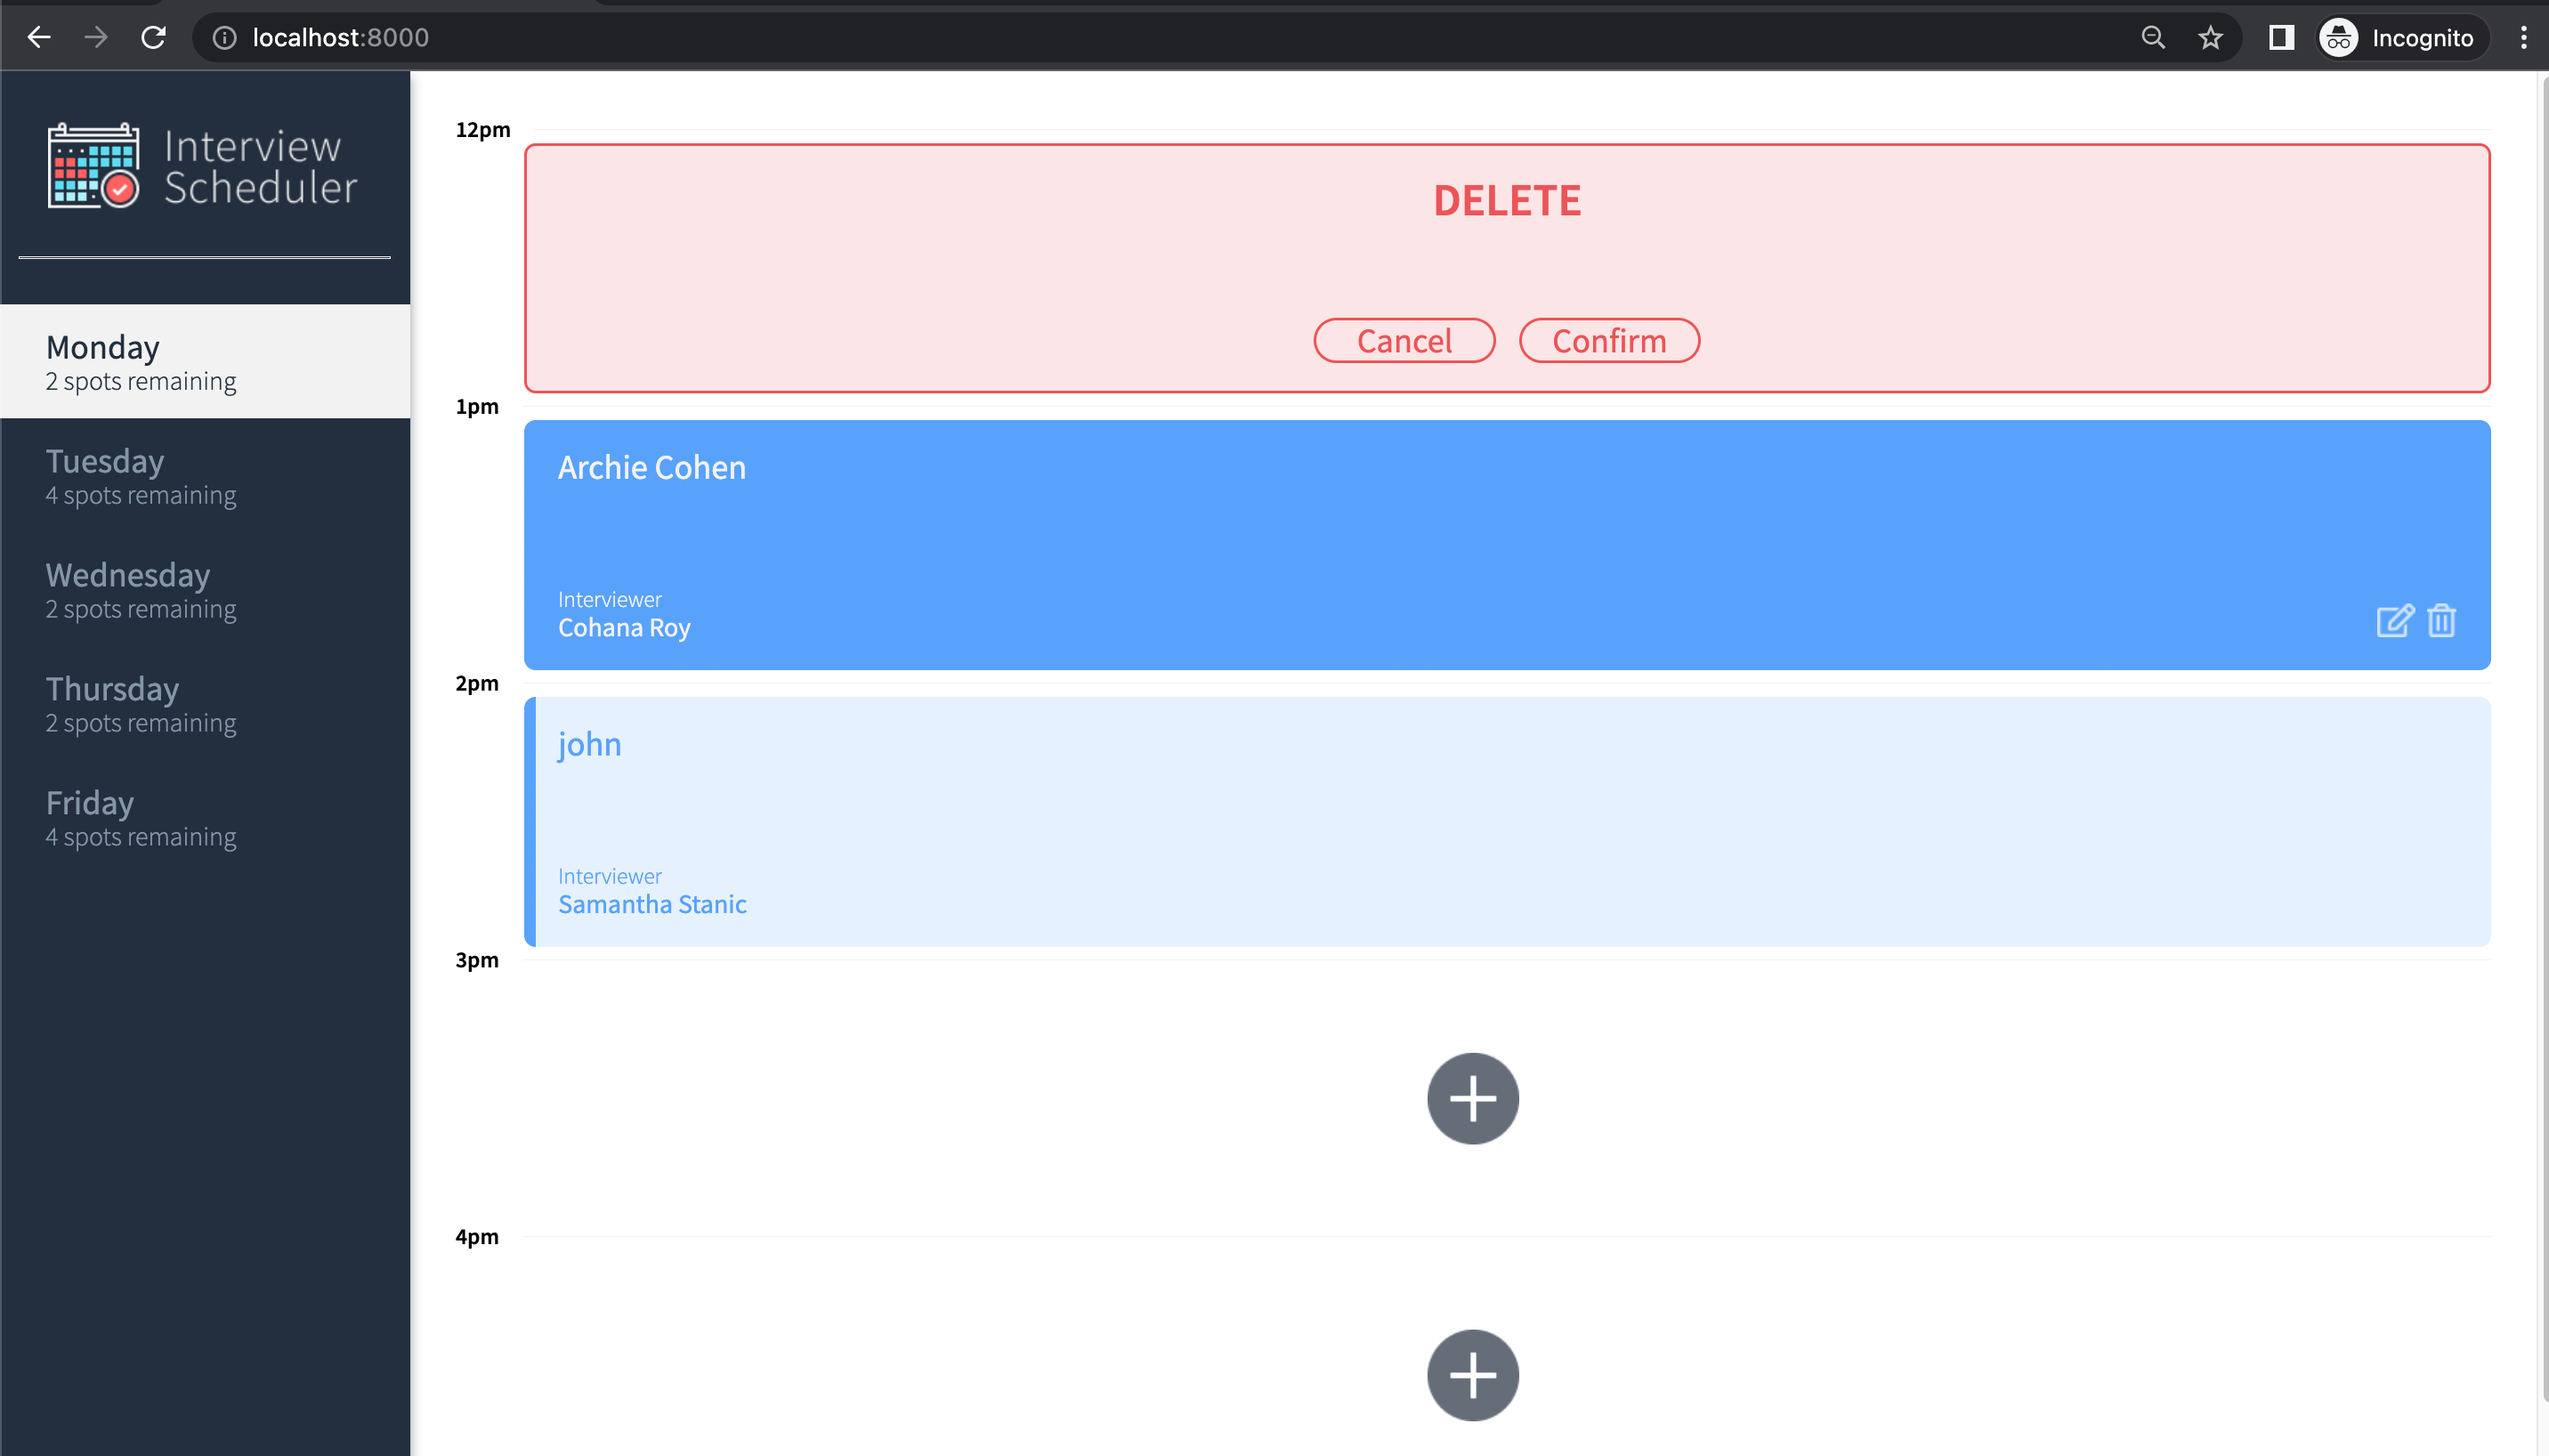 localhost:8000
Incognito
Interview
Scheduler
Monday
2 spots remaining
Tuesday
4 spots remaining
Wednesday
2 spots remaining
Thursday
2 spots remaining
Friday
4 spots remaining
12pm
DELETE
Cancel Confirm
1pm
Archie Cohen
Interviewer
Cohana Roy
2pm
john
Interviewer
Samantha Stanic
3pm
4pm